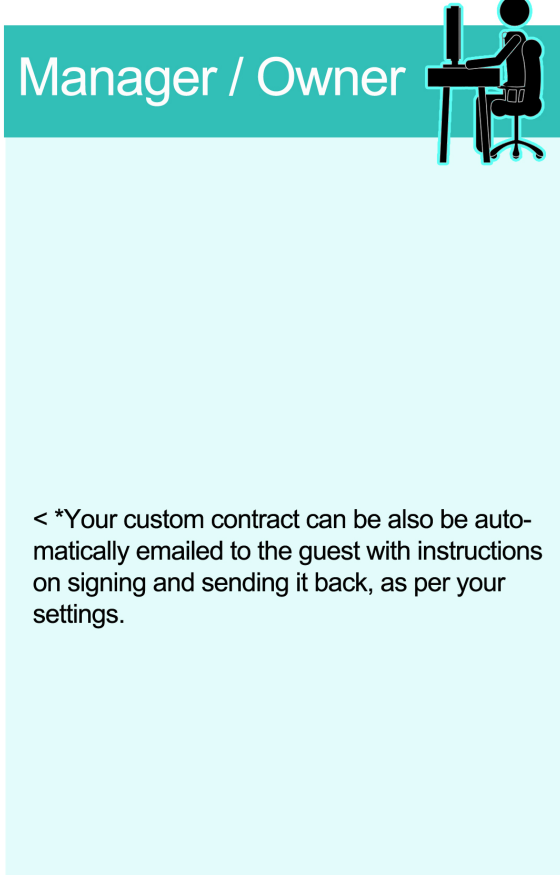 Manager / Owner
< *Your custom contract can be also be auto-
matically emailed to the guest with instructions
on signing and sending it back, as per your
settings.